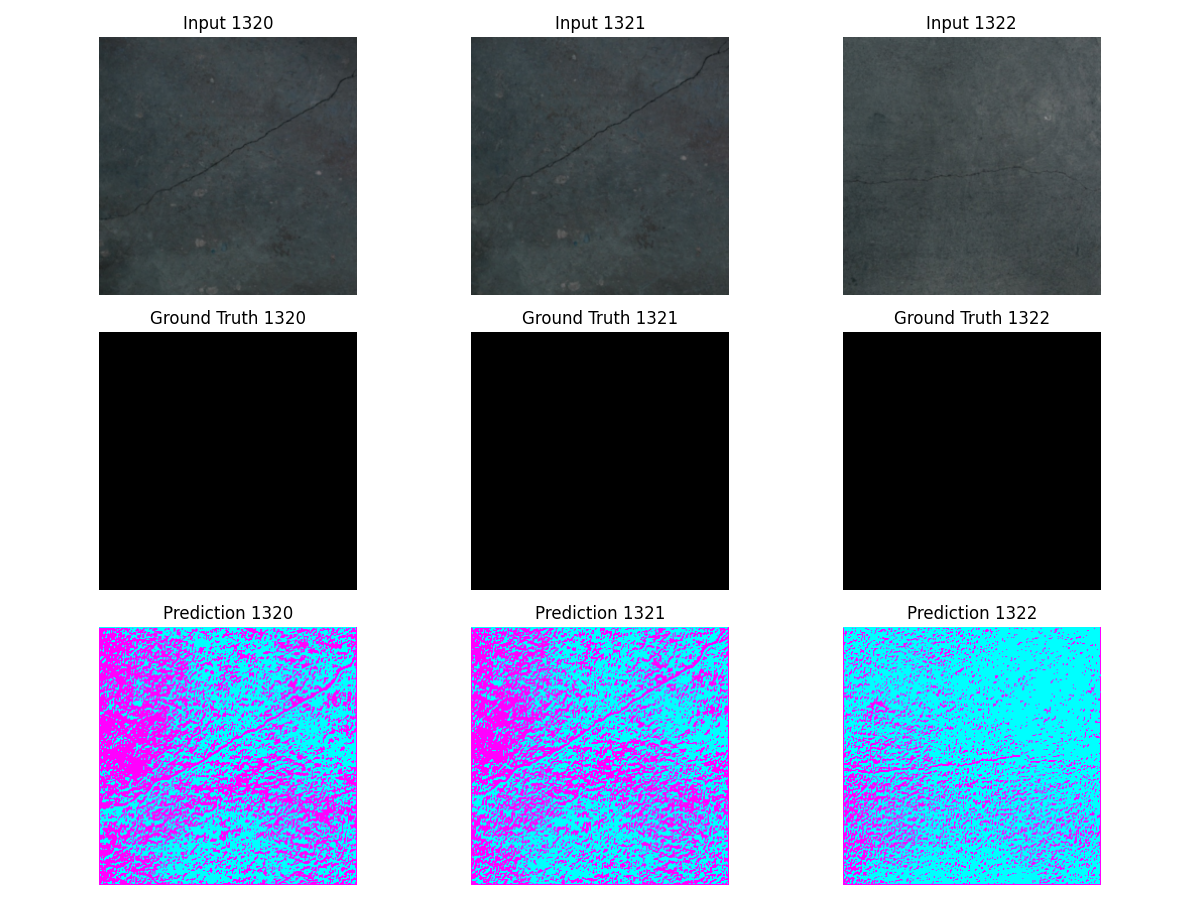 Input 1320
Input 1321
Input 1322
Ground Truth 1320
Ground Truth 1321
Ground Truth 1322
Prediction 1320
Prediction 1321
Prediction 1322